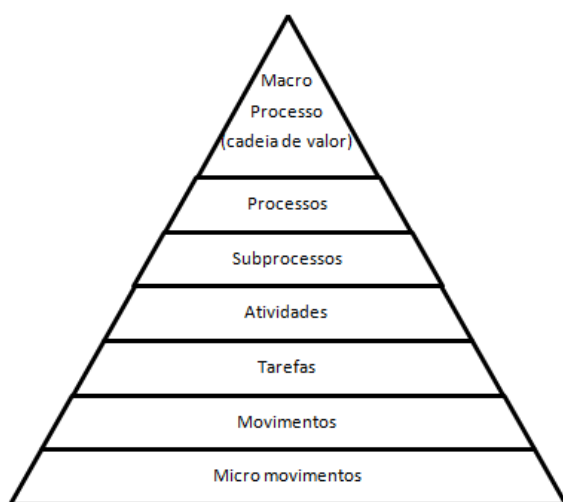 Macro
Processo
(cadeia de valor)
Processos
Subprocessos
Atividades
Tarefas
Movimentos
Micro movimentos